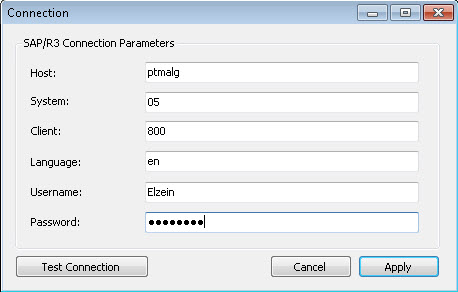 Connection
SAP/R3 Connection Parameters
Host: ptmalg
System: 05
Client: 800
Language: en
Username: Elzein
Password: ●●●●●●●●
Test Connection Cancel Apply